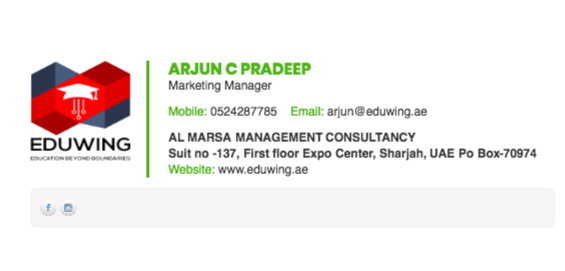 ARJUN C PRADEEP
Marketing Manager
Mobile: 0524287785 Email: arjun@eduwing.ae
EDUWING
EDUCATION BEYOND BOUNDARIES
AL MARSA MANAGEMENT CONSULTANCY
Suit no -137, First floor Expo Center, Sharjah, UAE Po Box-70974
Website: www.eduwing.ae
f